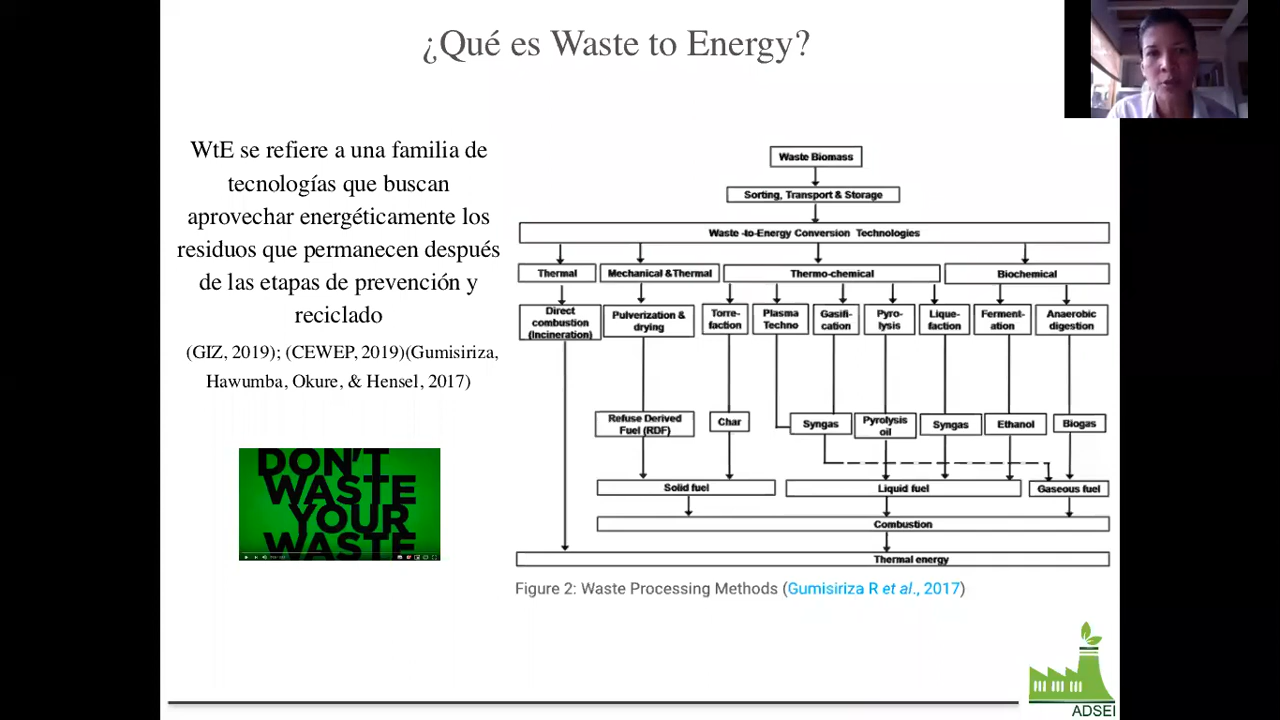 ¿Qué es Waste to Energy?
WtE se refiere a una familia de
tecnologías que buscan
aprovechar energéticamente los
residuos que permanecen después
de las etapas de prevención y
reciclado
(GIZ, 2019); (CEWEP, 2019)(Gumisiriza,
Hawumba, Okure, & Hensel, 2017)
DON'T
WASTE
YOUR
WASTE
Waste Biomass
Sorting, Transport & Storage
Waste -to-Energy Conversion Technologies
Thermal
Mechanical &Thermal
Thermo-chemical
Biochemical
Direct
combustion
(Incineration)
Pulverization &
drying
Torre-
faction
Plasma
Techno
Gasifi-
cation
Pyro-
lysis
Lique-
faction
Ferment-
ation
Anaerobic
digestion
Refuse Derived
Fuel (RDF)
Char
Syngas
Pyrolysis
oil
Syngas
Ethanol
Biogas
Solid fuel
Liquid fuel
Gaseous fuel
Combustion
Thermal energy
Figure 2: Waste Processing Methods (Gumisiriza R et al., 2017)
ADSEI